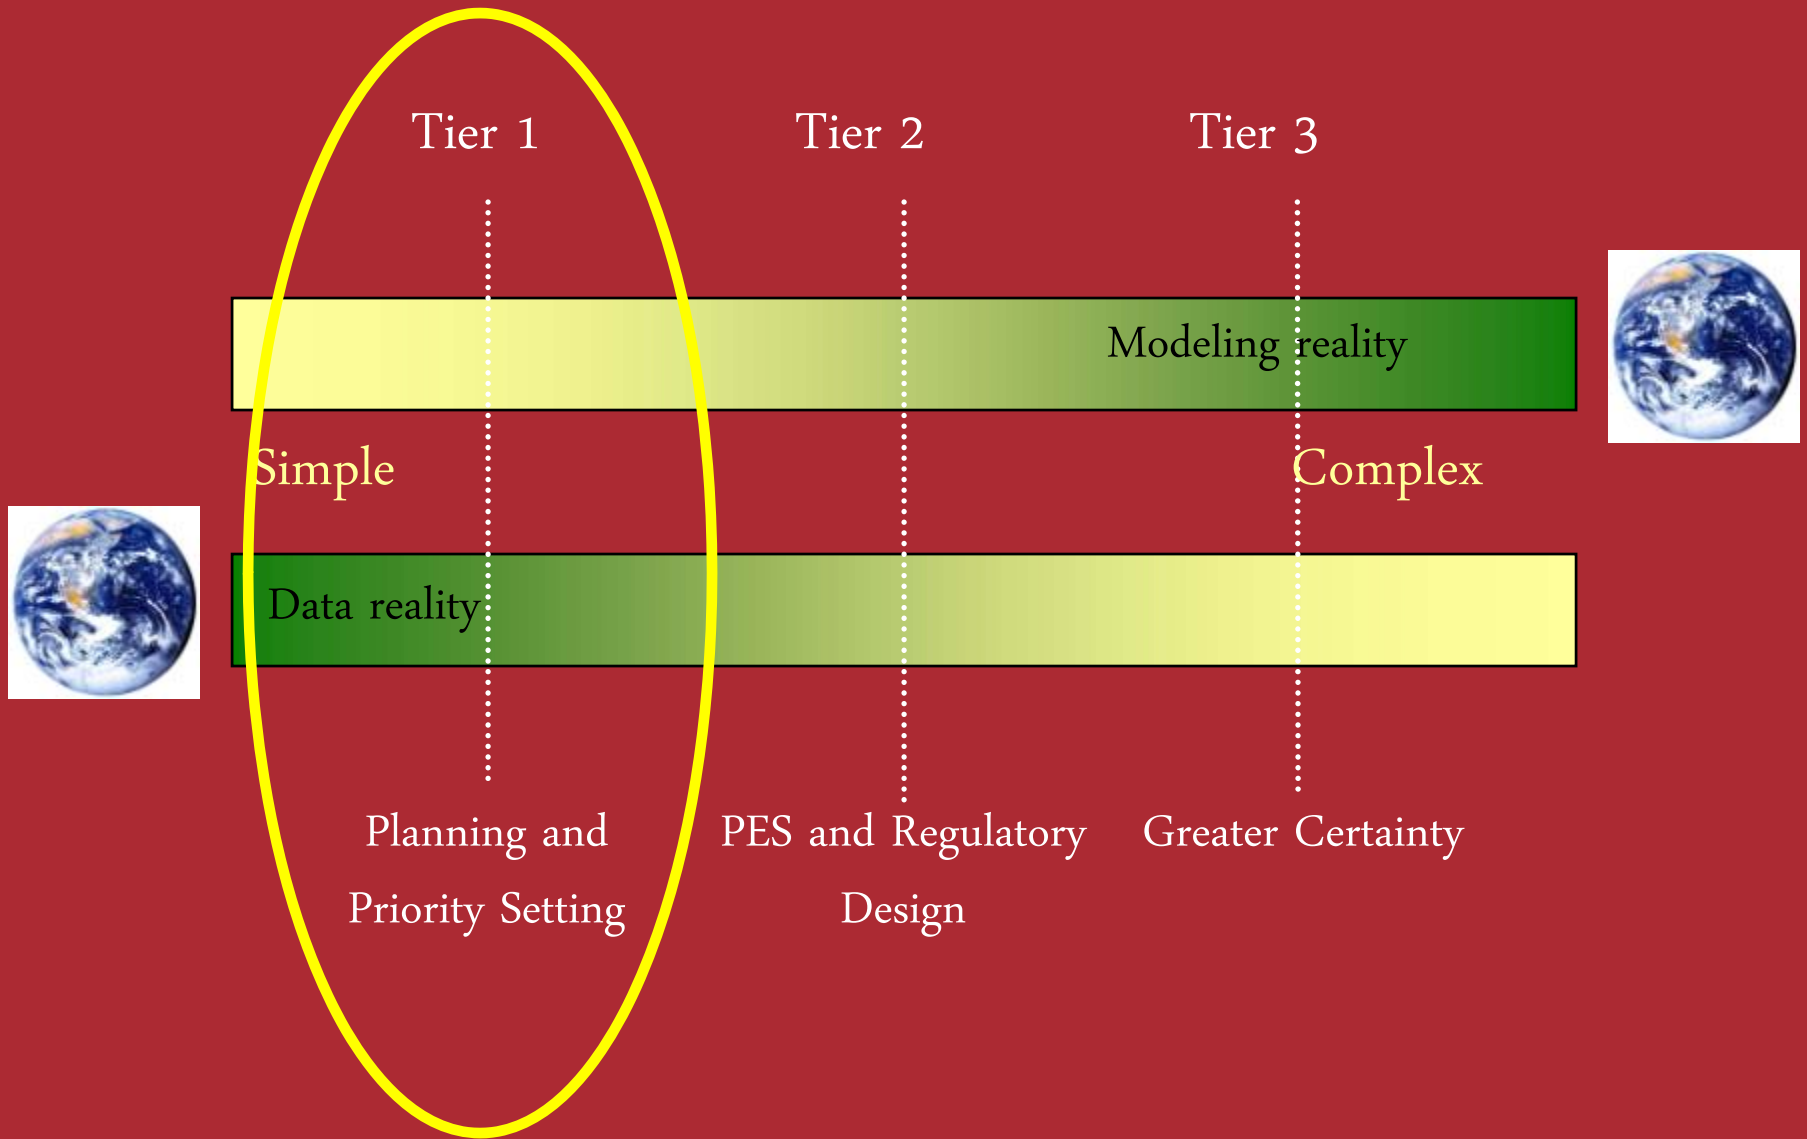 Tier 1
Tier 2
Tier 3
Modeling reality
Simple
Complex
Data reality
Planning and
Priority Setting
PES and Regulatory
Design
Greater Certainty